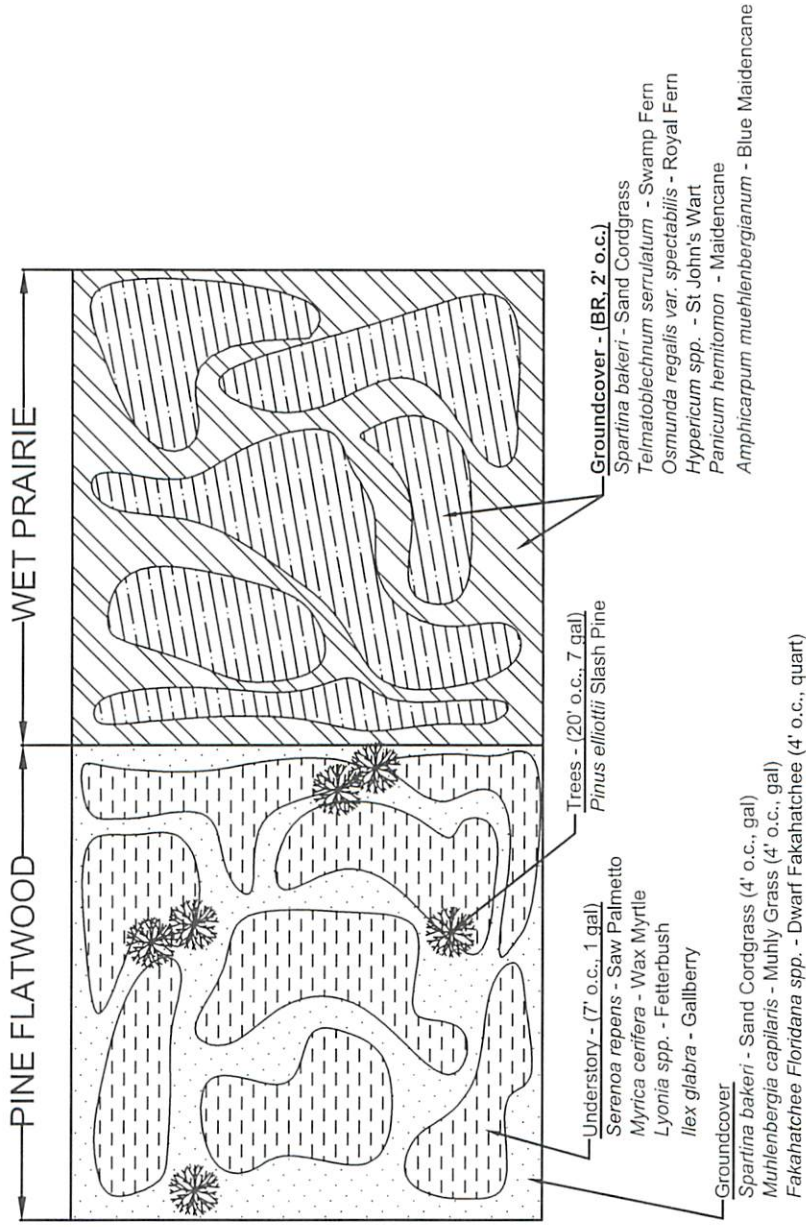 PINE FLATWOOD
WET PRAIRIE
Groundcover - (BR, 2' o.c.)
Spartina bakeri - Sand Cordgrass
Telmatoblechnum serrulatum - Swamp Fern
Osmunda regalis var. spectabilis - Royal Fern
Hypericum spp. - St John's Wart
Panicum hemitomon - Maidencane
Amphicarpum muehlenbergianum - Blue Maidencane
Trees - (20' o.c., 7 gal)
Pinus elliottii Slash Pine
Understory - (7' o.c., 1 gal)
Serenoa repens - Saw Palmetto
Myrica cerifera - Wax Myrtle
Lyonia spp. - Fetterbush
Ilex glabra - Gallberry
Groundcover
Spartina bakeri - Sand Cordgrass (4' o.c., gal)
Muhlenbergia capilaris - Muhly Grass (4' o.c., gal)
Fakahatchee Floridana spp. - Dwarf Fakahatchee (4' o.c., quart)